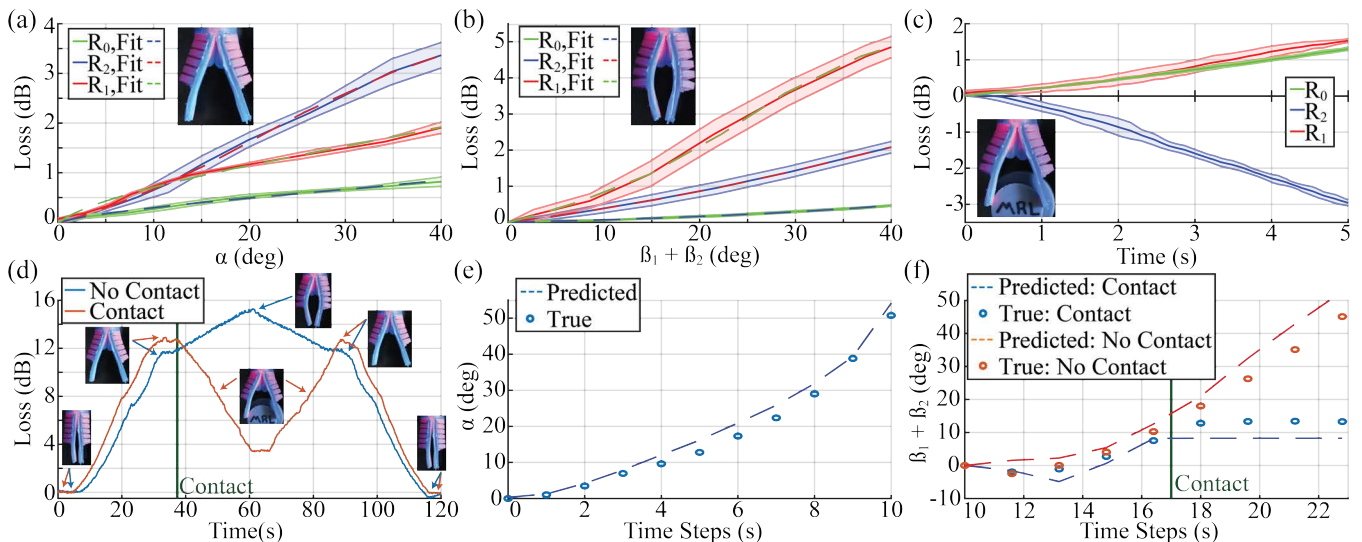 (a)
R₀,Fit
R₂,Fit
R₁,Fit
Loss (dB)
4
3
2
1
0
0 10 20 30 40
α (deg)
(b)
R₀,Fit
R₂,Fit
R₁,Fit
Loss (dB)
5
4
3
2
1
0
0 10 20 30 40
ß₁ + ß₂ (deg)
(c)
R₀
R₂
R₁
MRL
Loss (dB)
2
1
0
-1
-2
-3
1 2 3 4 5
Time (s)
(d)
No Contact
Contact
MRL
Contact
Loss (dB)
16
12
8
4
0
0 20 40 60 80 100 120
Time(s)
(e)
Predicted
True
α (deg)
50
40
30
20
10
0
0 2 4 6 8 10
Time Steps (s)
(f)
Predicted: Contact
True: Contact
Predicted: No Contact
True: No Contact
Contact
ß₁ + ß₂ (deg)
50
40
30
20
10
0
-10
10 12 14 16 18 20 22
Time Steps (s)